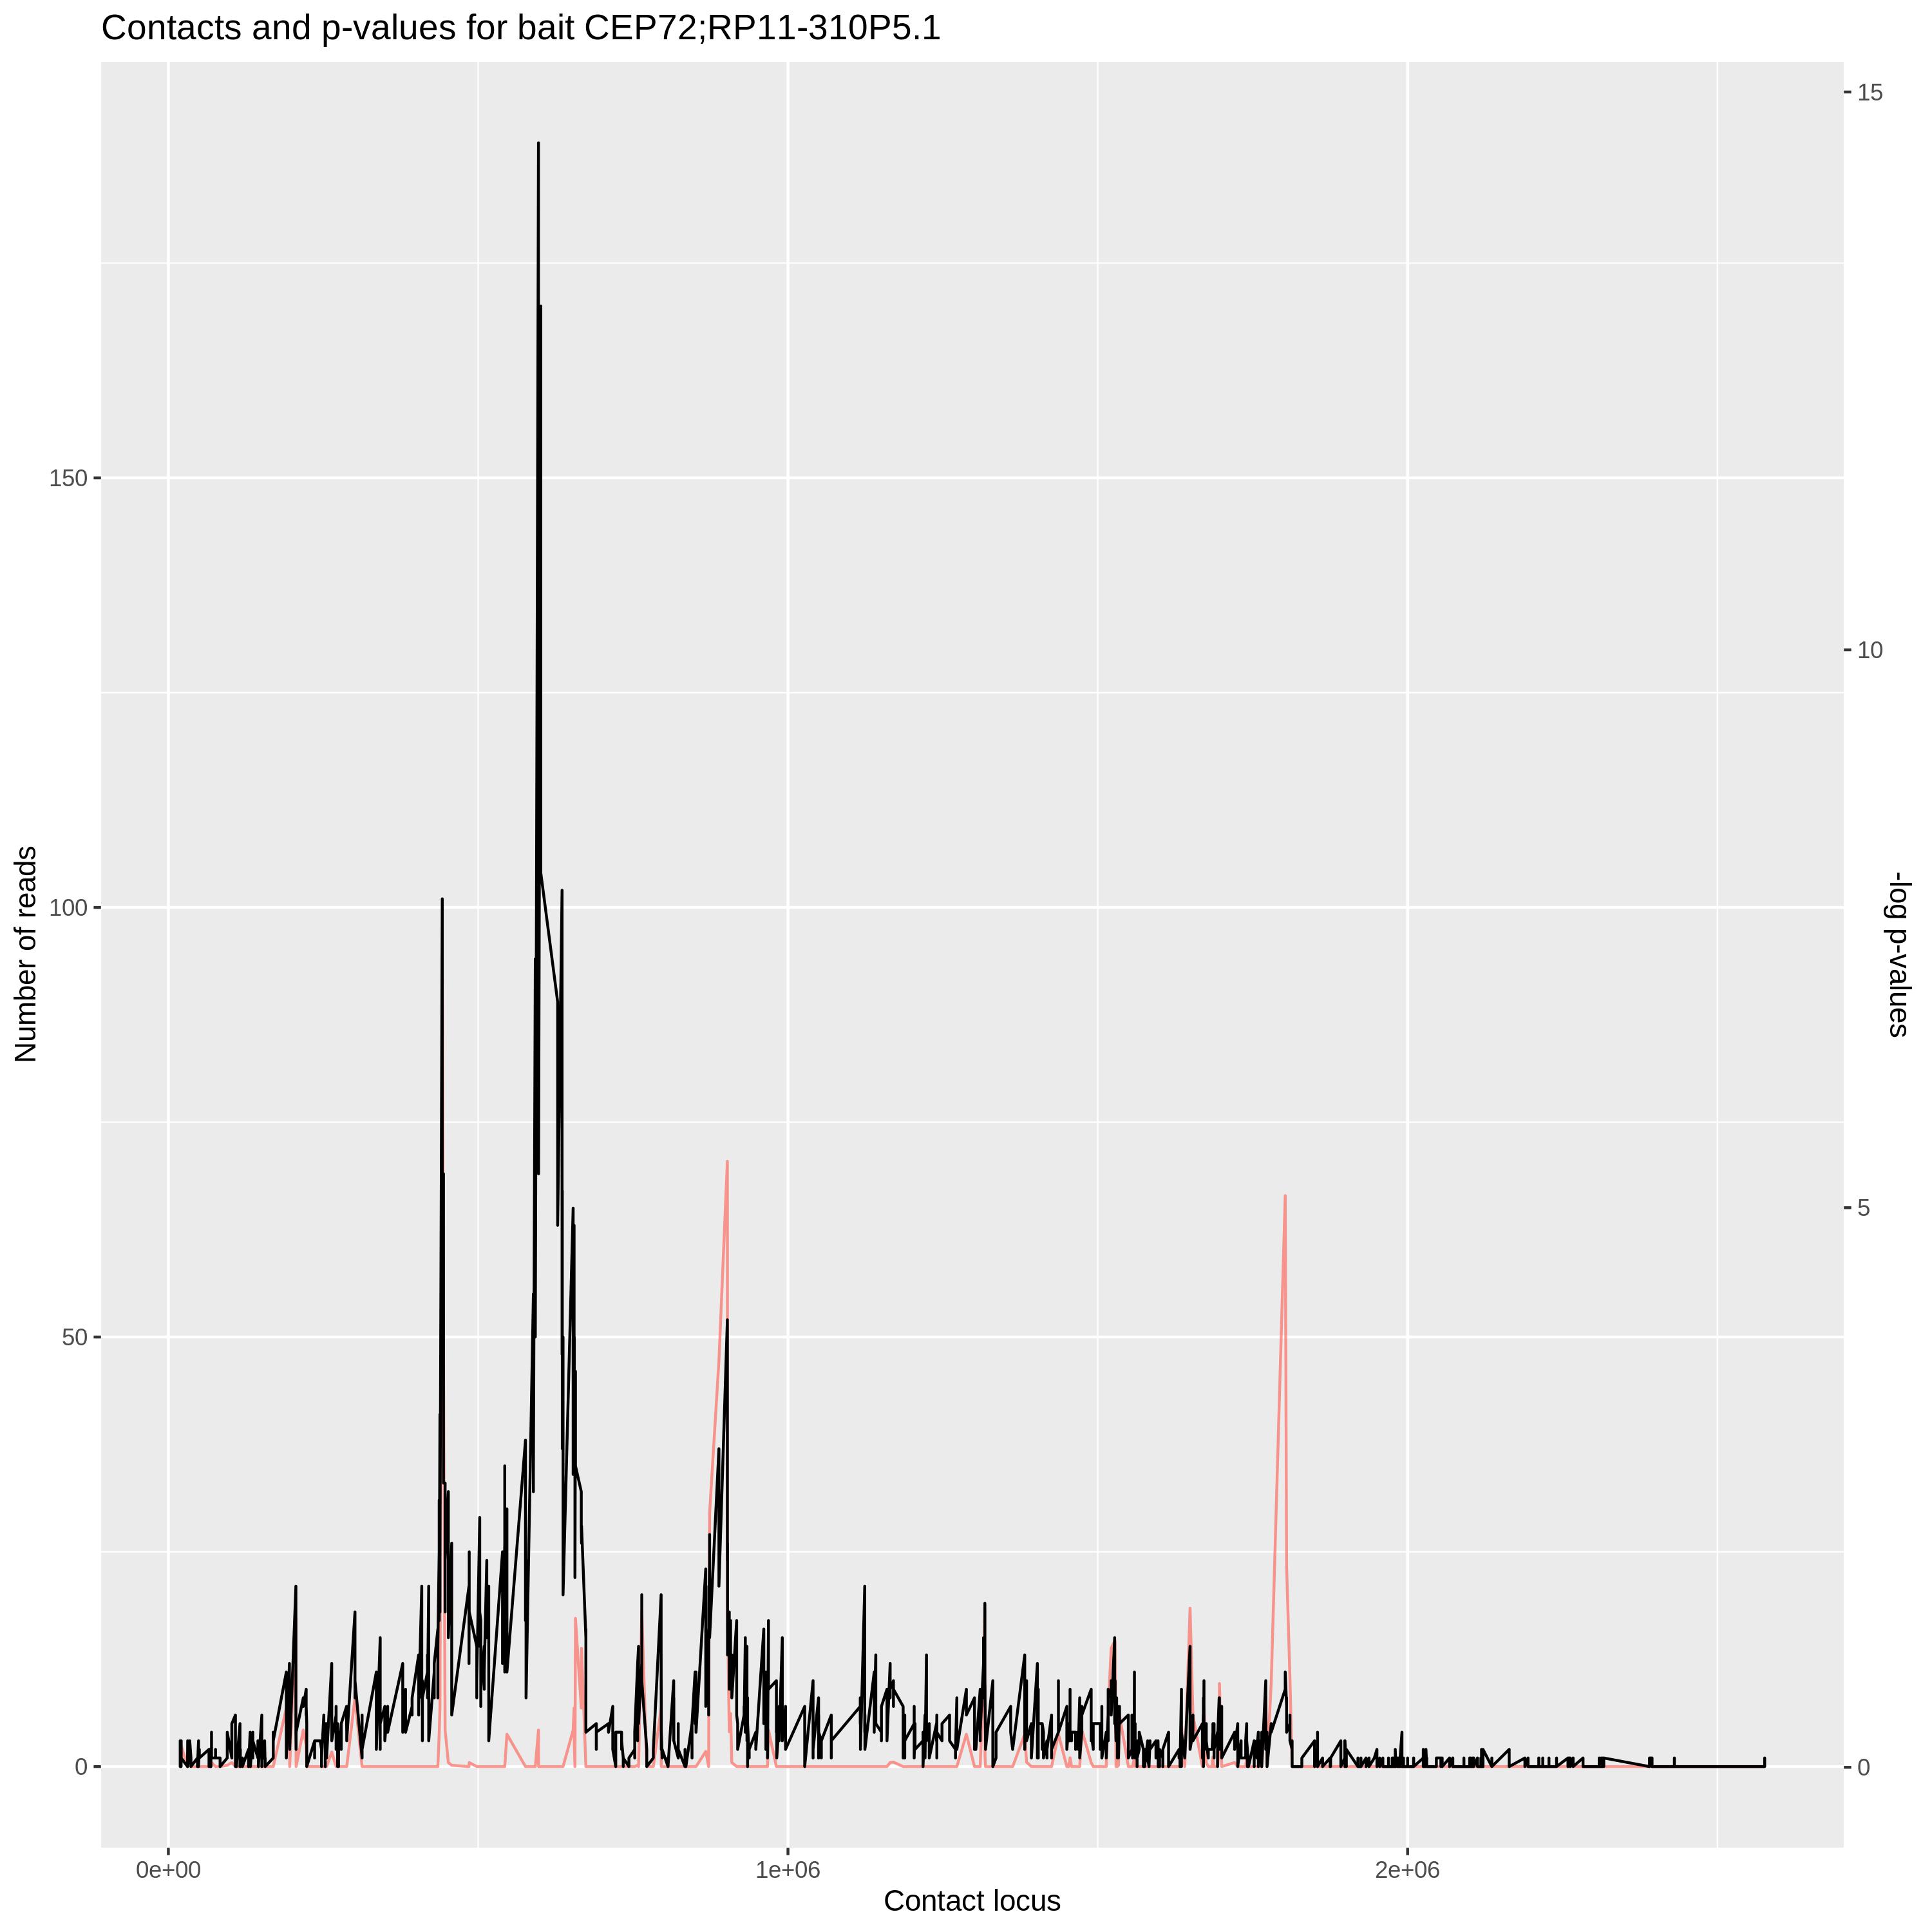 Contacts and p-values for bait CEP72;RP11-310P5.1
150
100
50
0
Number of reads
15
10
5
0
-log p-values
0e+00
1e+06
2e+06
Contact locus